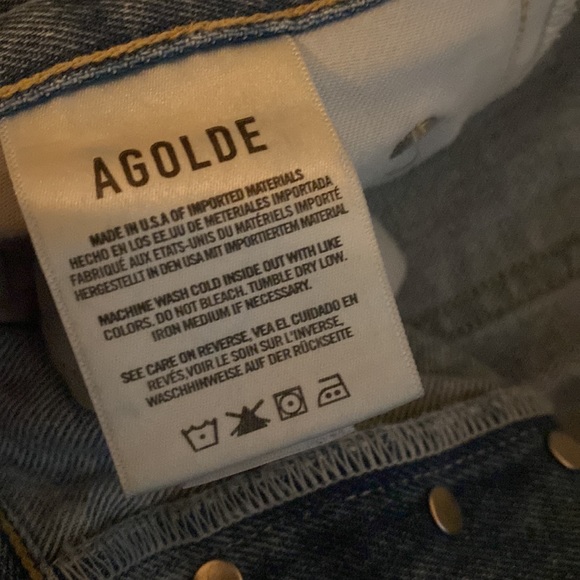 AGOLDE
MADE IN U.S.A OF IMPORTED MATERIALS
HECHO EN LOS EE.UU DE METERIALES IMPORTADA
FABRIQUÉ AUX ETATS-UNIS DU MATÉRIELS IMPORTÉ
HERGESTELLT IN DEN USA MIT IMPORTIERTEM MATERIAL
MACHINE WASH COLD INSIDE OUT WITH LIKE
COLORS. DO NOT BLEACH. TUMBLE DRY LOW.
IRON MEDIUM IF NECESSARY.
SEE CARE ON REVERSE, VEA EL CUIDADO EN
REVÉS, VOIR LE SOIN SUR L'INVERSE,
WASCHHINWEISE AUF DER RÜCKSEITE